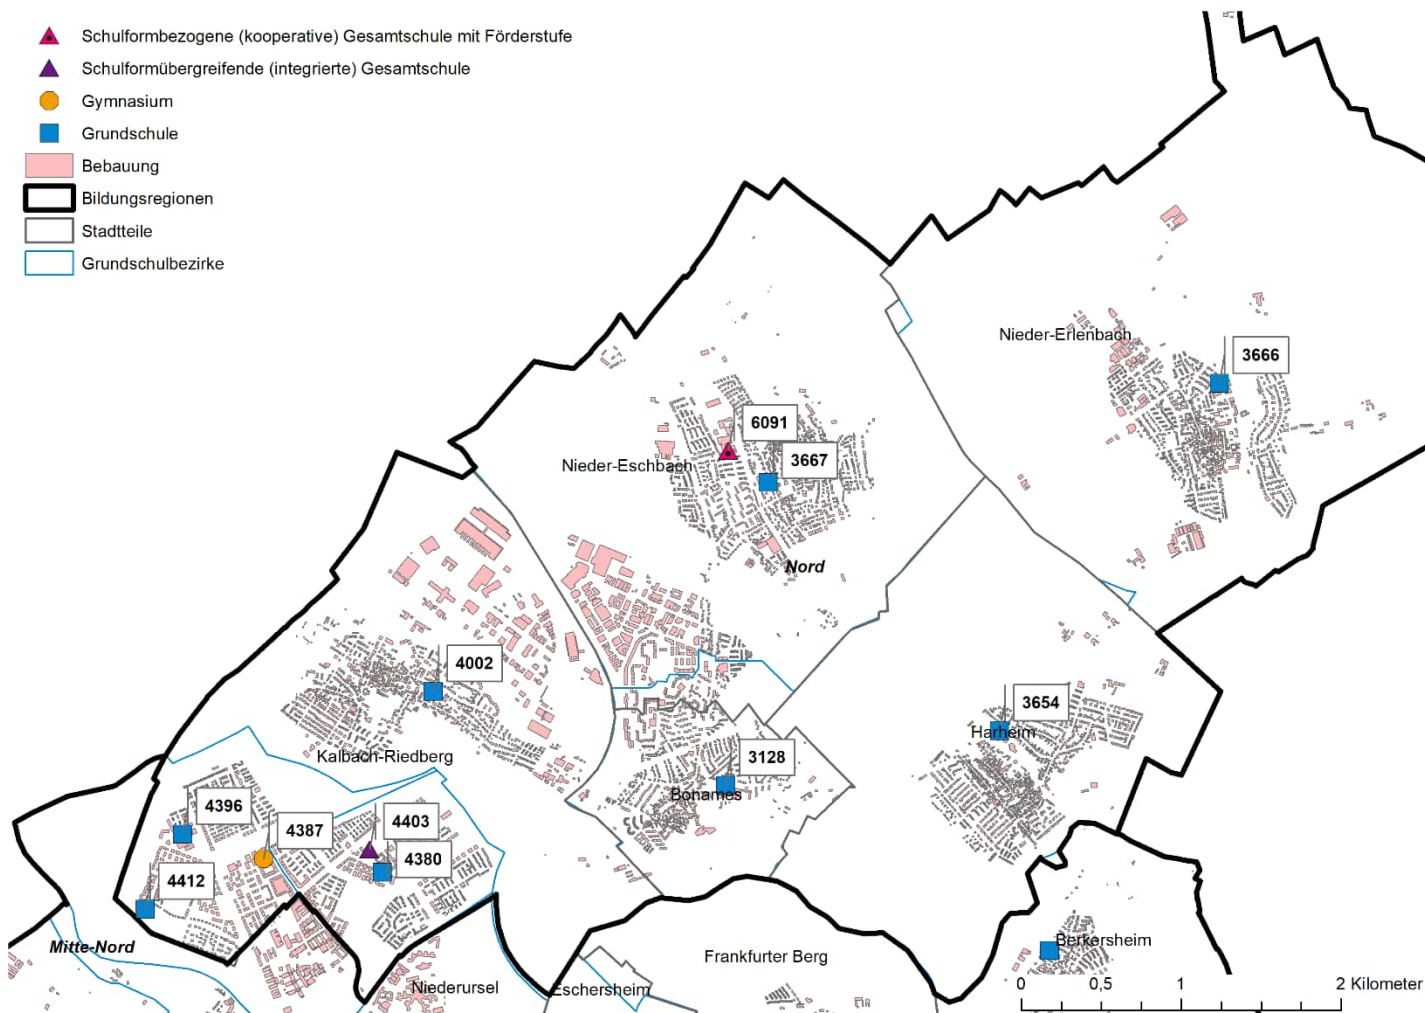 Schulformbezogene (kooperative) Gesamtschule mit Förderstufe
Schulformübergreifende (integrierte) Gesamtschule
Gymnasium
Grundschule
Bebauung
Bildungsregionen
Stadtteile
Grundschulbezirke
Nieder-Erlenbach
3666
6091
3667
Nieder-Eschbach
Nord
4002
3654
Harheim
Kalbach-Riedberg
3128
Bonames
4396
4387
4403
4380
4412
Mitte-Nord
Berkersheim
Frankfurter Berg
Niederursel
Eschersheim
0 0,5 1 2 Kilometer